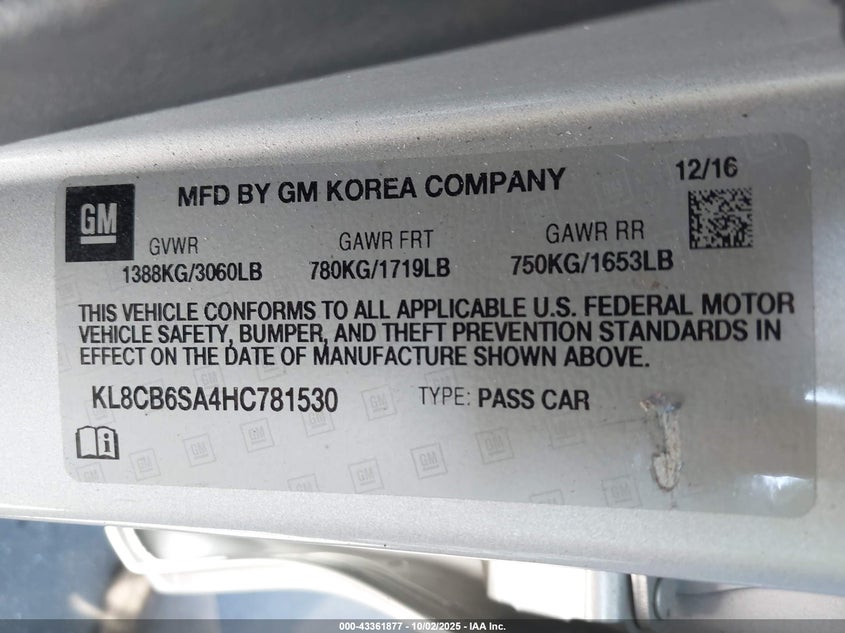 GM
MFD BY GM KOREA COMPANY
12/16
GVWR GAWR FRT GAWR RR
1388KG/3060LB 780KG/1719LB 750KG/1653LB
THIS VEHICLE CONFORMS TO ALL APPLICABLE U.S. FEDERAL MOTOR
VEHICLE SAFETY, BUMPER, AND THEFT PREVENTION STANDARDS IN
EFFECT ON THE DATE OF MANUFACTURE SHOWN ABOVE.
KL8CB6SA4HC781530 TYPE: PASS CAR
000-43361877 - 10/02/2025 - IAA Inc.